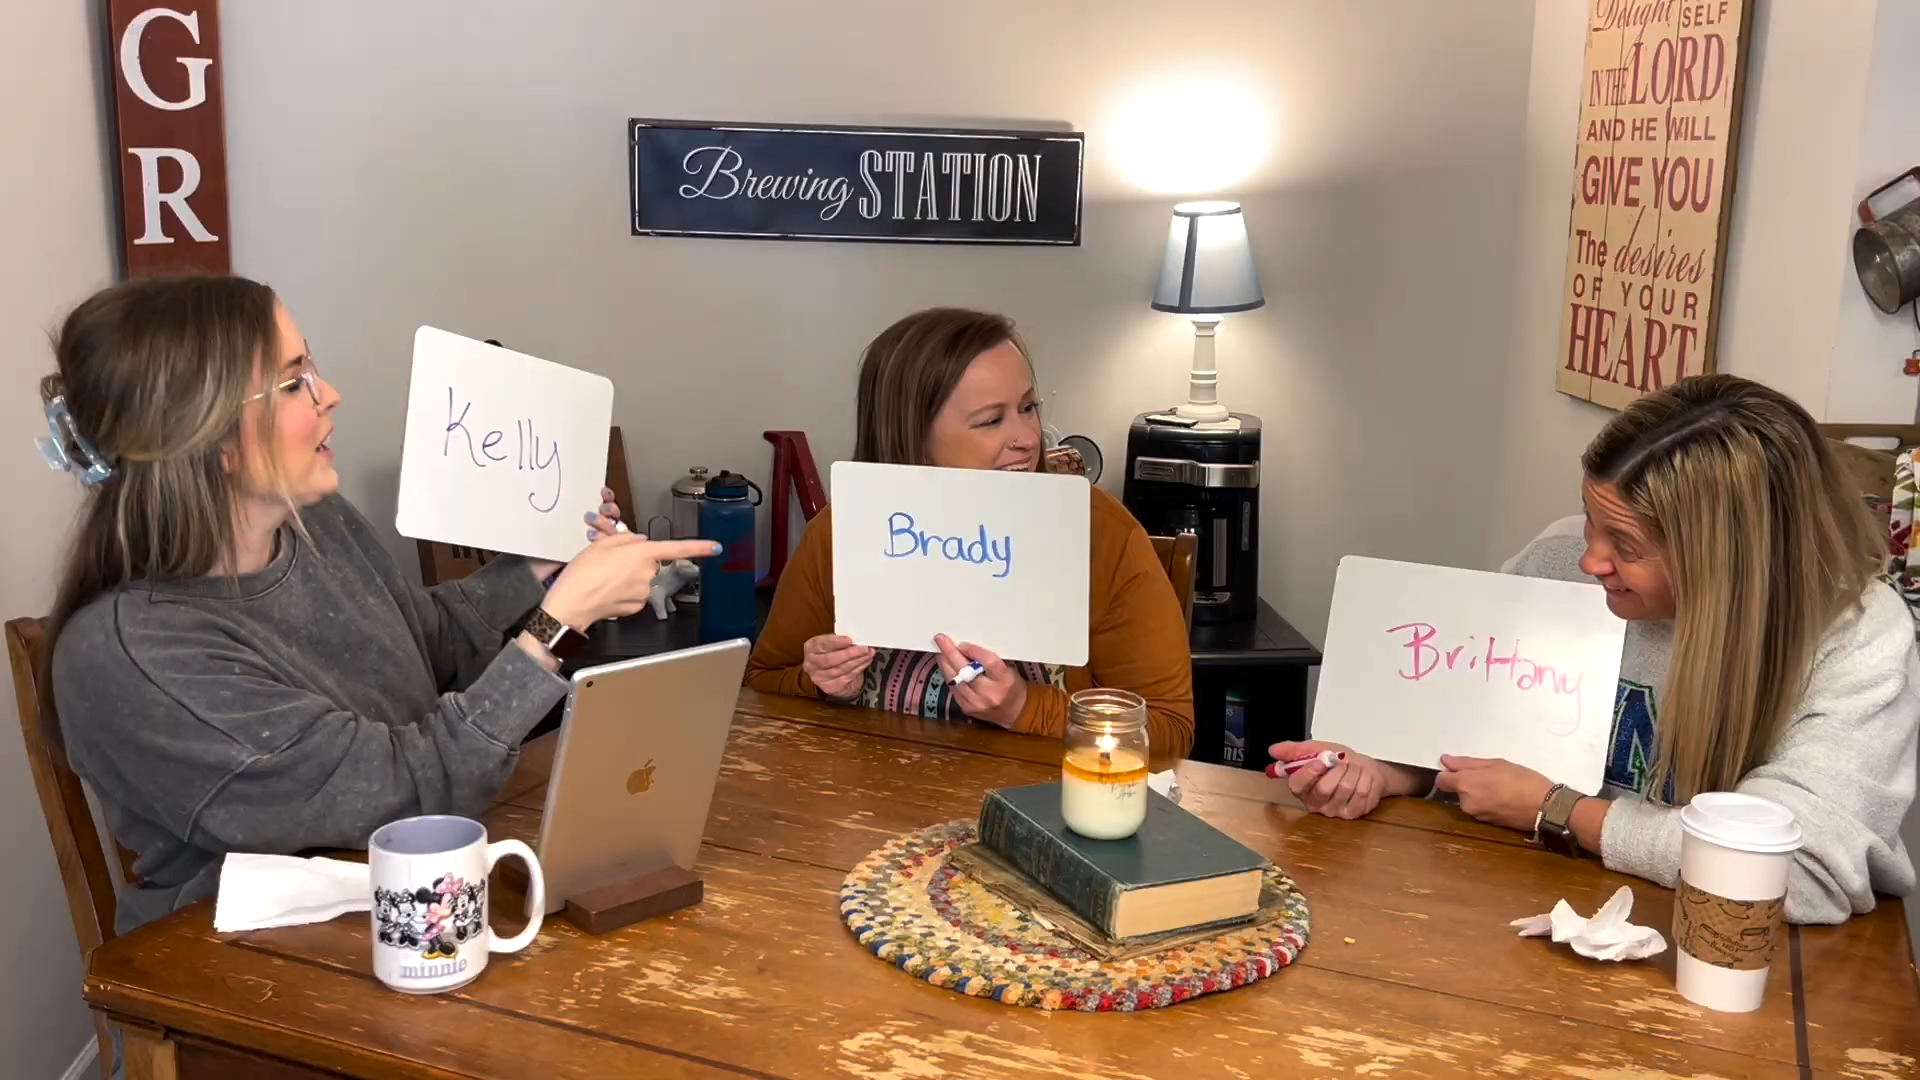 G
R
Brewing STATION
Delight SELF
IN THE LORD
AND HE WILL
GIVE YOU
The desires
OF YOUR
HEART
Kelly
Brady
Brittany
minnie